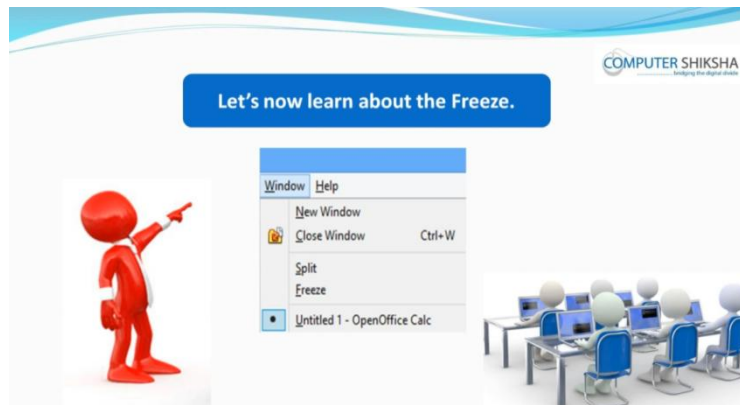 COMPUTER SHIKSHA
bridging the digital divide
Let's now learn about the Freeze.
Window Help
New Window
Close Window Ctrl+W
Split
Freeze
Untitled 1 - OpenOffice Calc